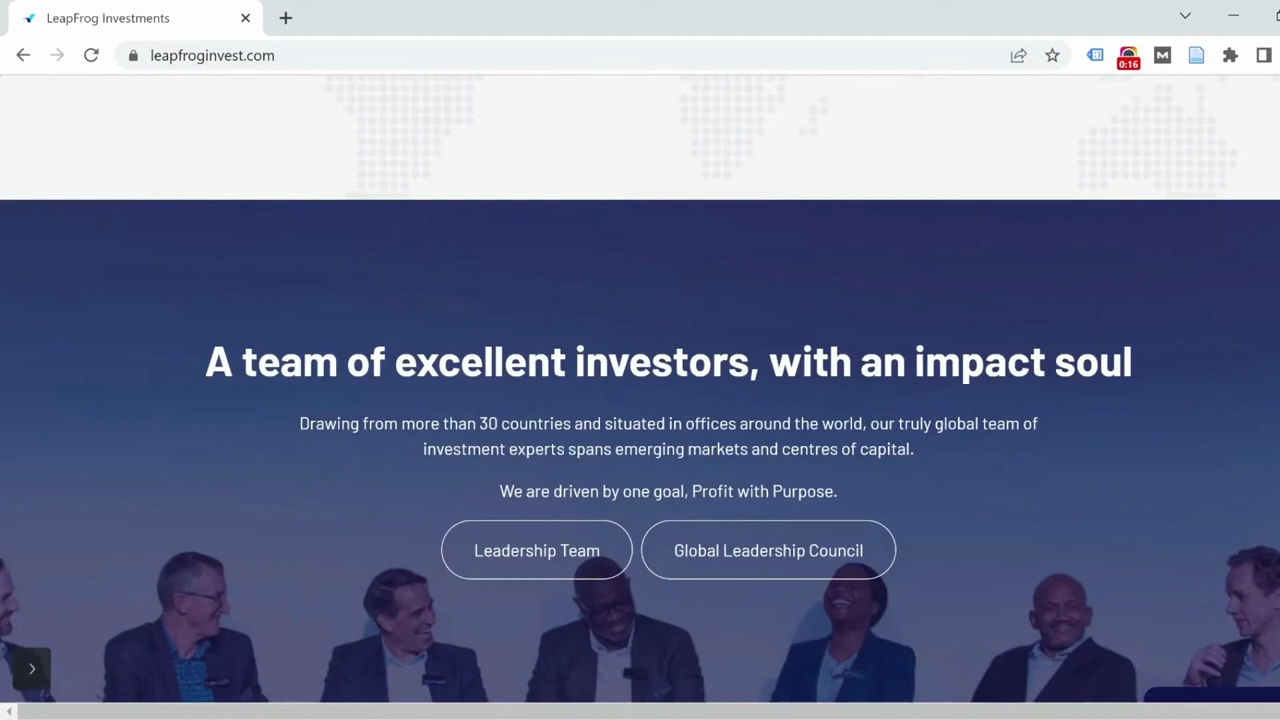 LeapFrog Investments
leapfroginvest.com
0:16
M
A team of excellent investors, with an impact soul
Drawing from more than 30 countries and situated in offices around the world, our truly global team of
investment experts spans emerging markets and centres of capital.
We are driven by one goal, Profit with Purpose.
Leadership Team
Global Leadership Council